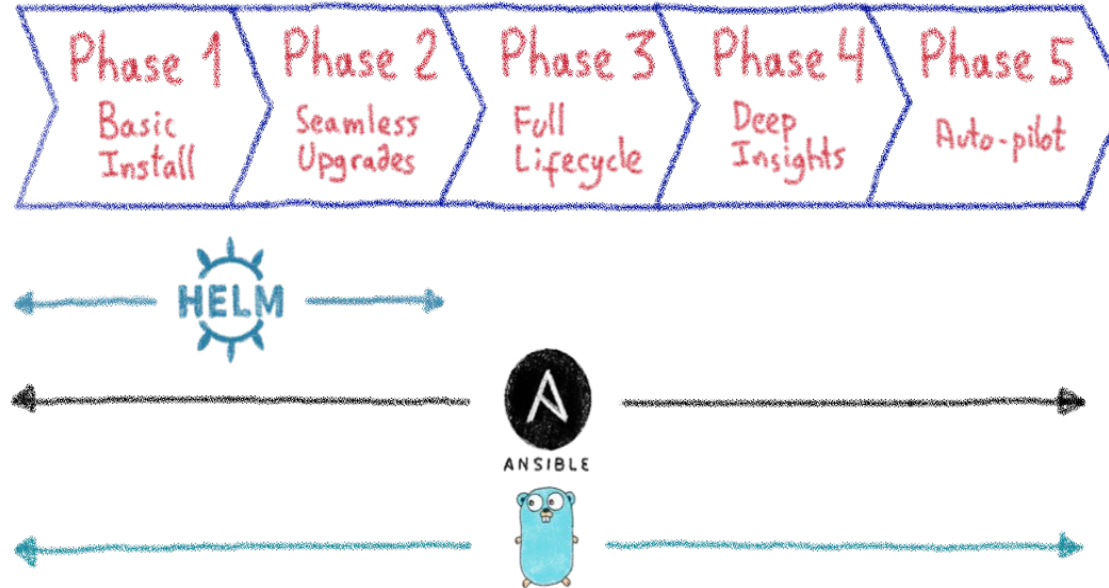 Phase 1
Basic
Install
Phase 2
Seamless
Upgrades
Phase 3
Full
Lifecycle
Phase 4
Deep
Insights
Phase 5
Auto-pilot
HELM
ANSIBLE